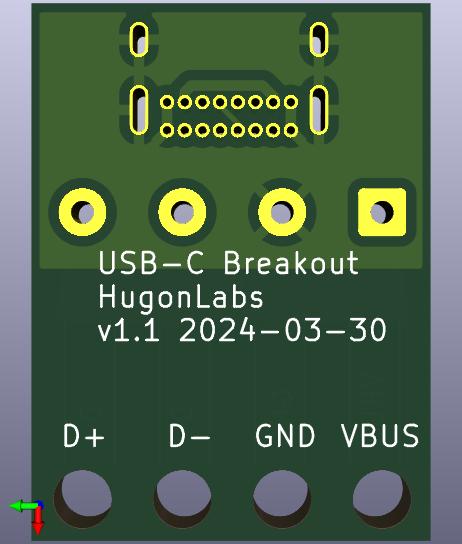 USB-C Breakout
HugonLabs
v1.1 2024-03-30
D+ D- GND VBUS